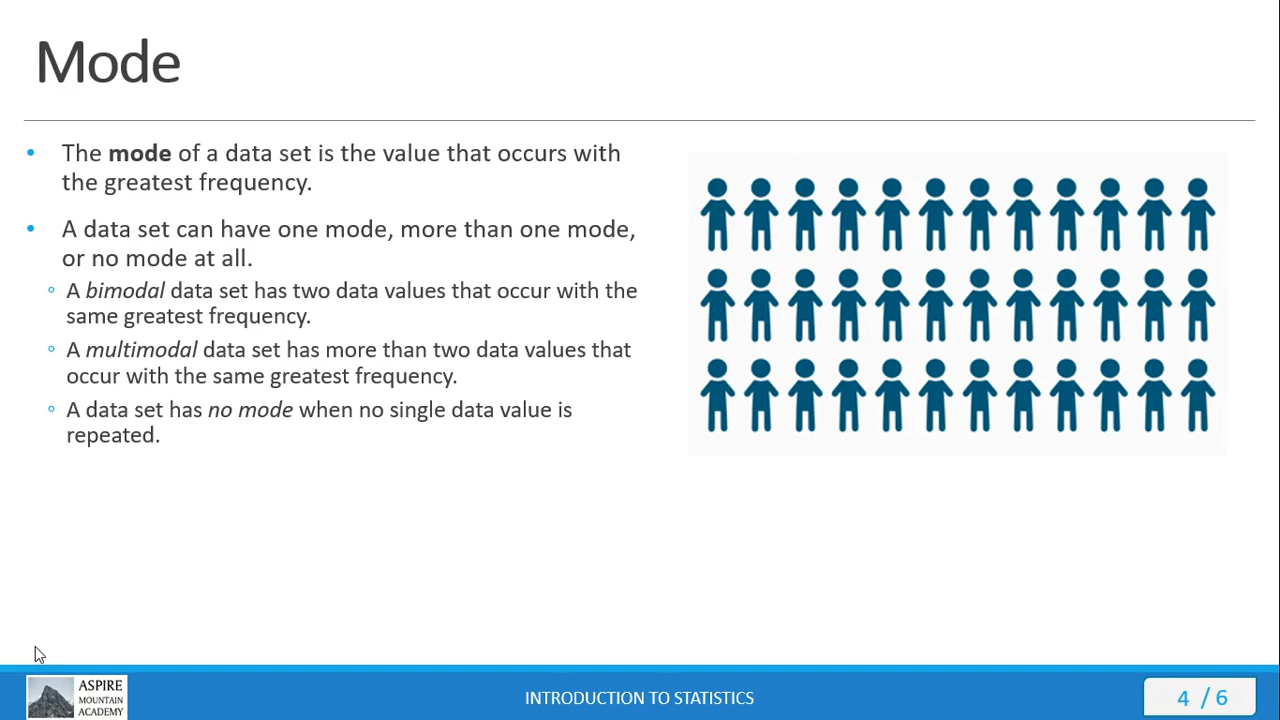 Mode
• The mode of a data set is the value that occurs with
the greatest frequency.
• A data set can have one mode, more than one mode,
or no mode at all.
◦ A bimodal data set has two data values that occur with the
same greatest frequency.
◦ A multimodal data set has more than two data values that
occur with the same greatest frequency.
◦ A data set has no mode when no single data value is
repeated.
ASPIRE
MOUNTAIN
ACADEMY
INTRODUCTION TO STATISTICS
4 / 6